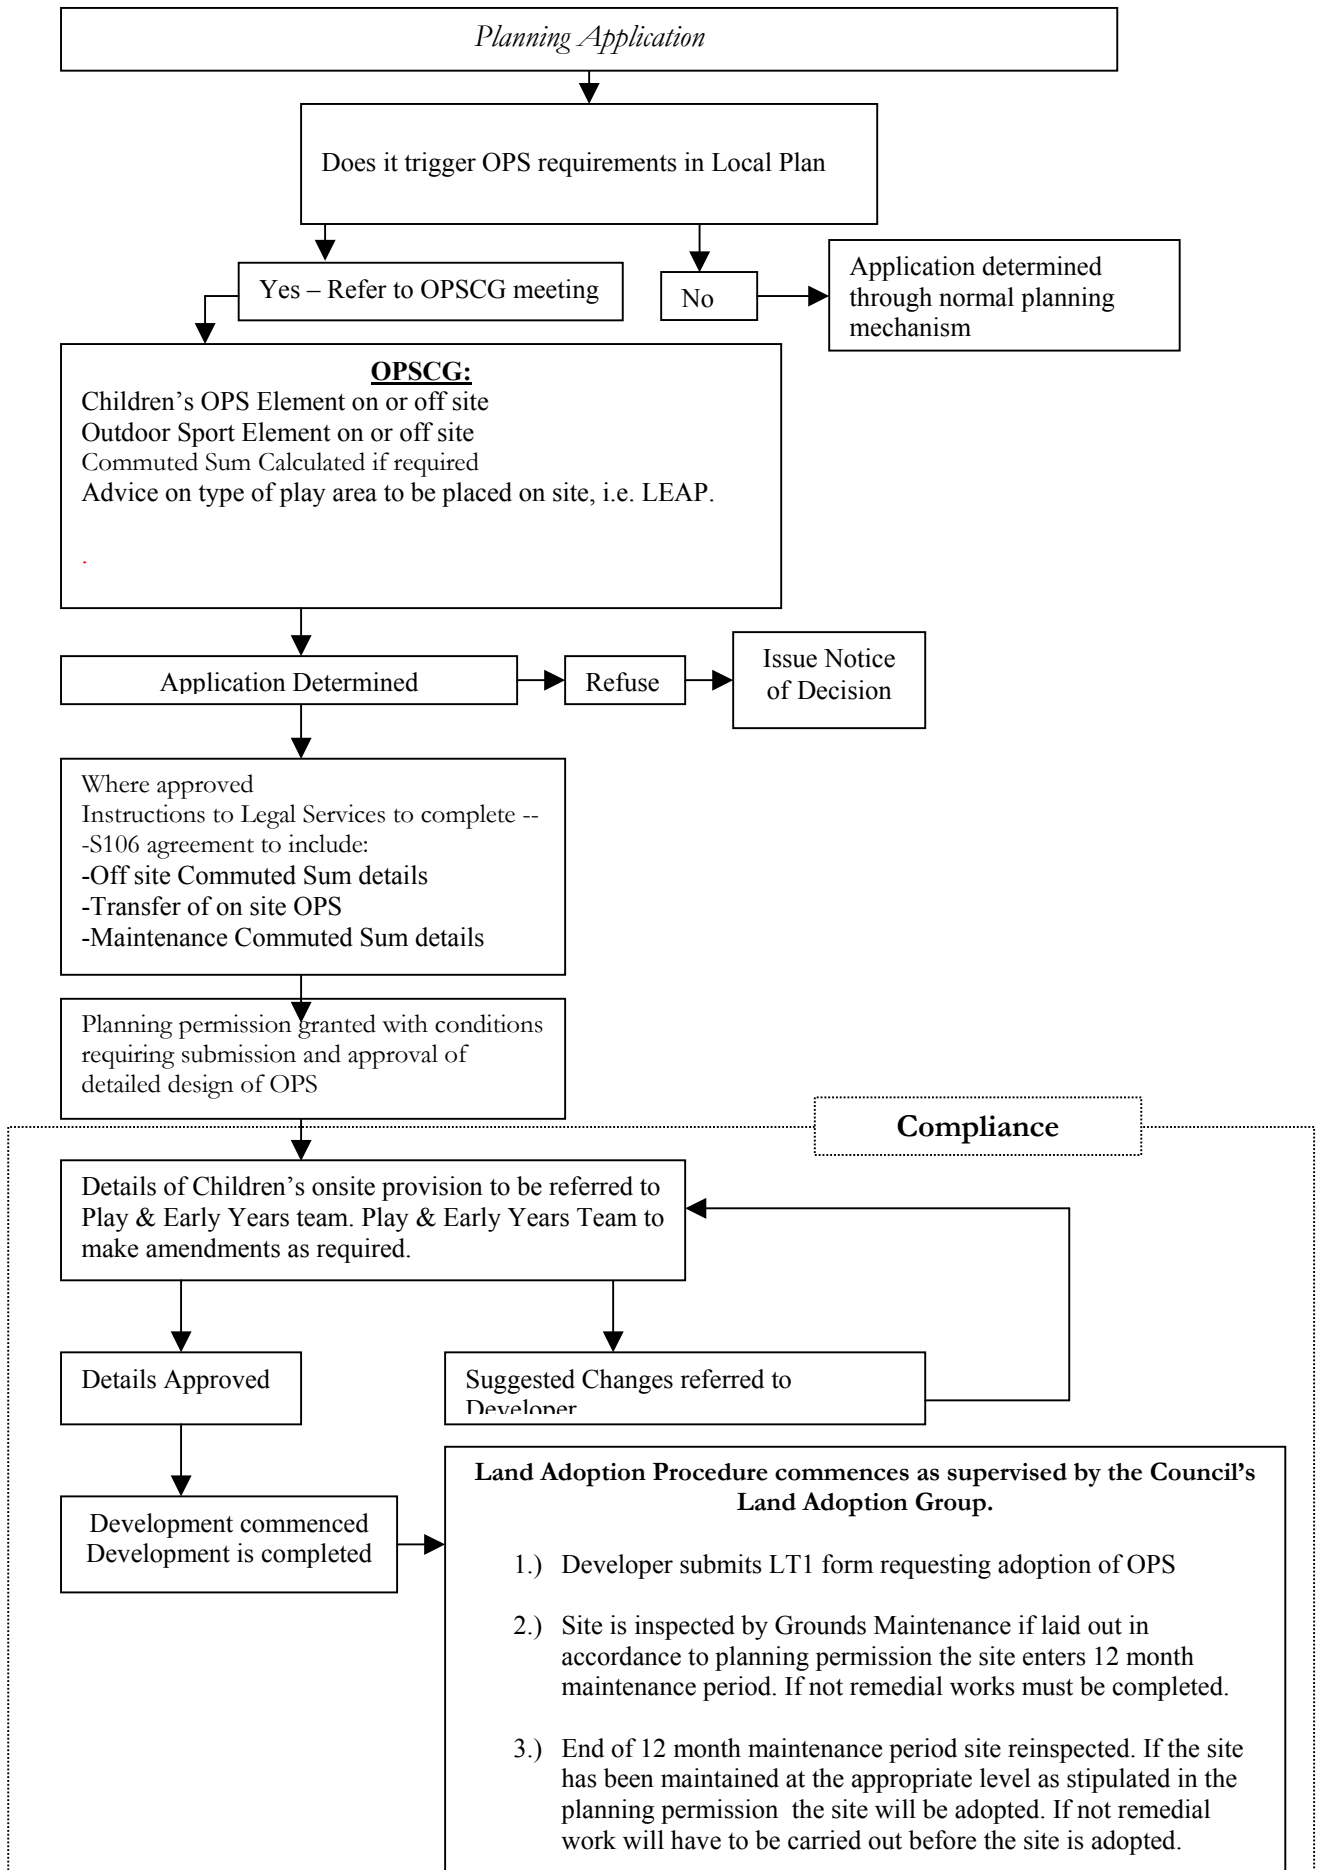 Planning Application
Does it trigger OPS requirements in Local Plan
Yes – Refer to OPSCG meeting
No
Application determined
through normal planning
mechanism
OPSCG:
Children’s OPS Element on or off site
Outdoor Sport Element on or off site
Commuted Sum Calculated if required
Advice on type of play area to be placed on site, i.e. LEAP.
.
Application Determined
Refuse
Issue Notice
of Decision
Where approved
Instructions to Legal Services to complete --
-S106 agreement to include:
-Off site Commuted Sum details
-Transfer of on site OPS
-Maintenance Commuted Sum details
Planning permission granted with conditions
requiring submission and approval of
detailed design of OPS
Compliance
Details of Children’s onsite provision to be referred to
Play & Early Years team. Play & Early Years Team to
make amendments as required.
Details Approved
Suggested Changes referred to
Developer
Development commenced
Development is completed
Land Adoption Procedure commences as supervised by the Council’s
Land Adoption Group.
1.) Developer submits LT1 form requesting adoption of OPS
2.) Site is inspected by Grounds Maintenance if laid out in
accordance to planning permission the site enters 12 month
maintenance period. If not remedial works must be completed.
3.) End of 12 month maintenance period site reinspected. If the site
has been maintained at the appropriate level as stipulated in the
planning permission  the site will be adopted. If not remedial
work will have to be carried out before the site is adopted.